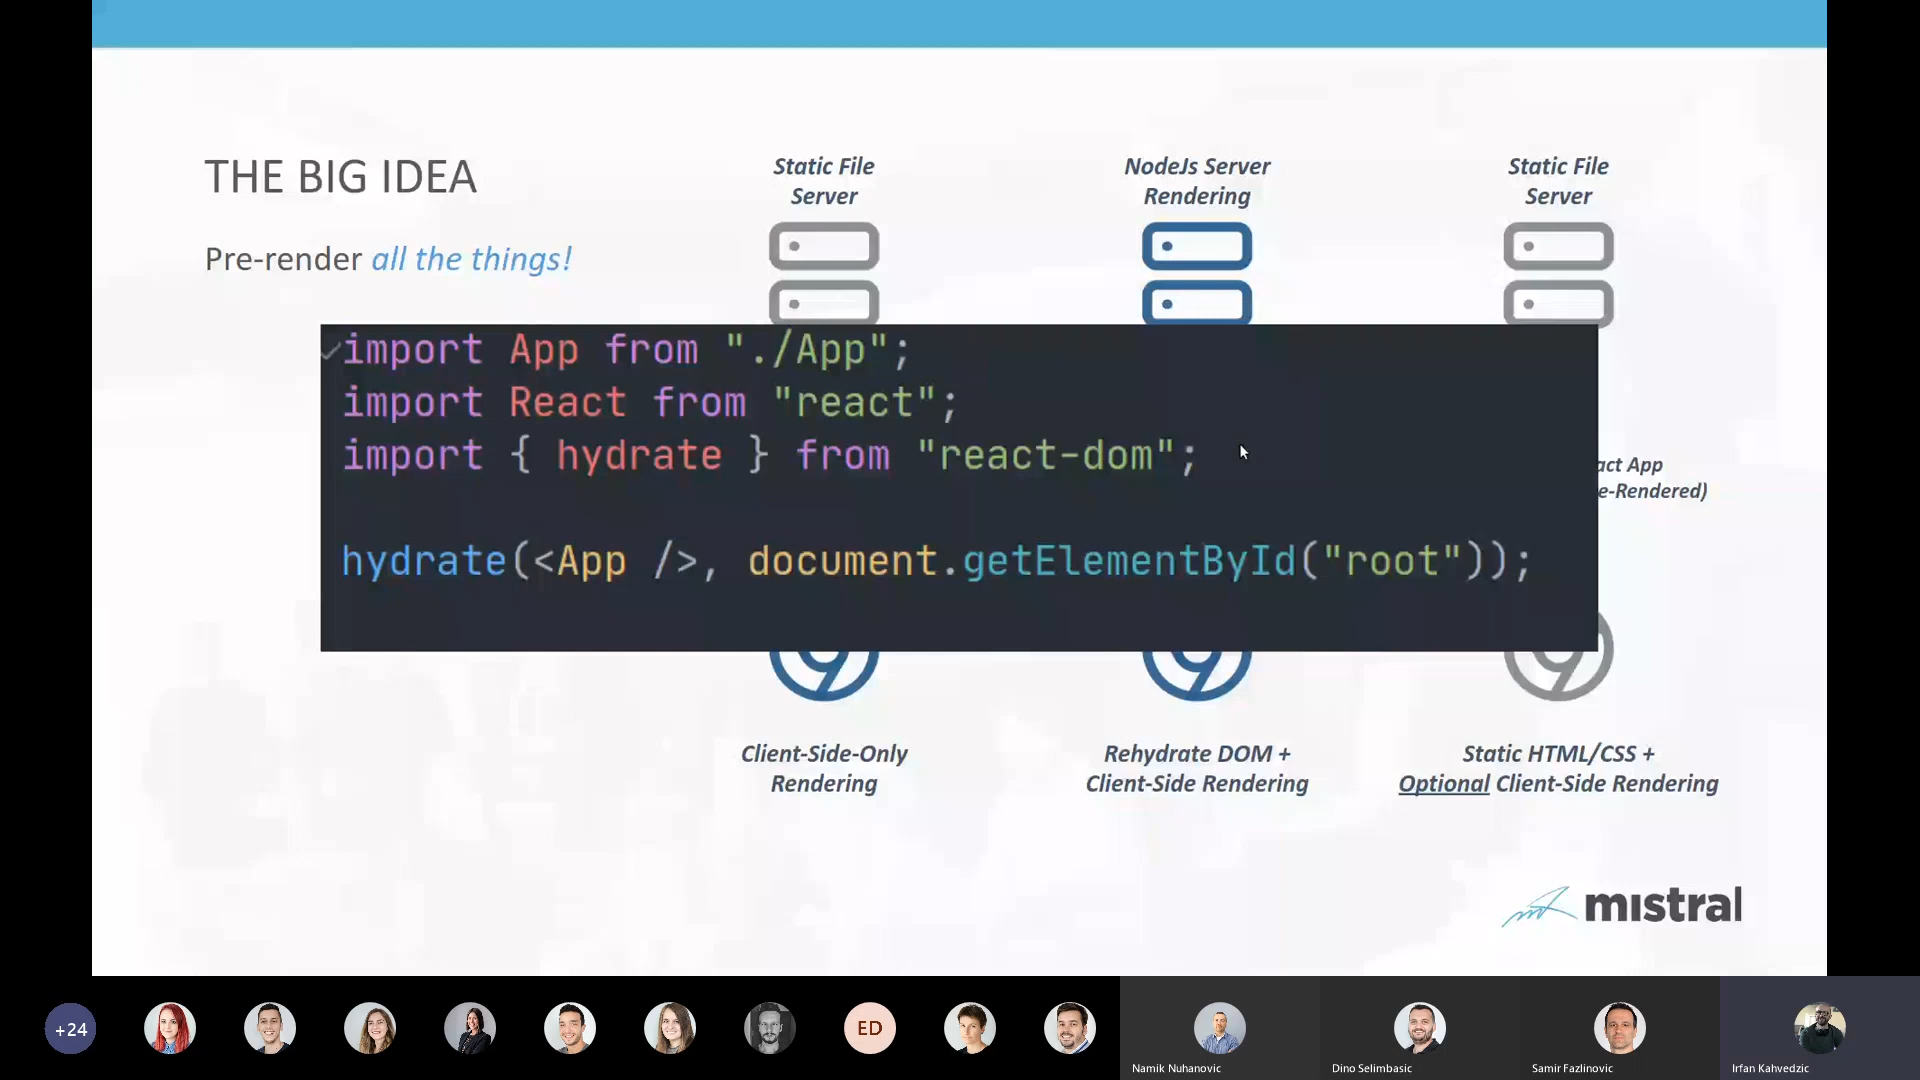 THE BIG IDEA
Pre-render all the things!
Static File
Server
NodeJs Server
Rendering
Static File
Server
import App from "./App";
import React from "react";
import { hydrate } from "react-dom";
hydrate(<App />, document.getElementById("root"));
act App
e-Rendered)
Client-Side-Only
Rendering
Rehydrate DOM +
Client-Side Rendering
Static HTML/CSS +
Optional Client-Side Rendering
mistral
+24
ED
Namik Nuhanovic
Dino Selimbasic
Samir Fazlinovic
Irfan Kahvedzic